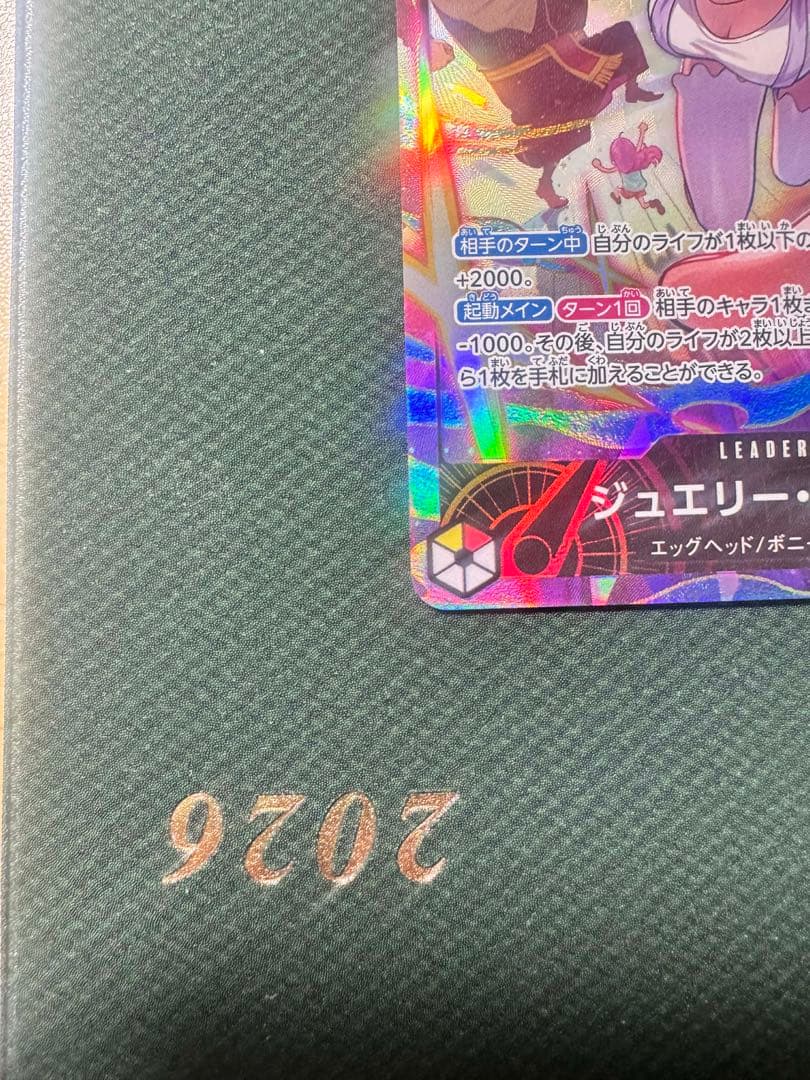 相手のターン中 自分のライフが1枚以下の
+2000。
起動メイン ターン1回 相手のキャラ1枚
-1000。その後、自分のライフが2枚以上
ら1枚を手札に加えることができる。
LEADER
ジュエリー・
エッグヘッド/ボニー
2026